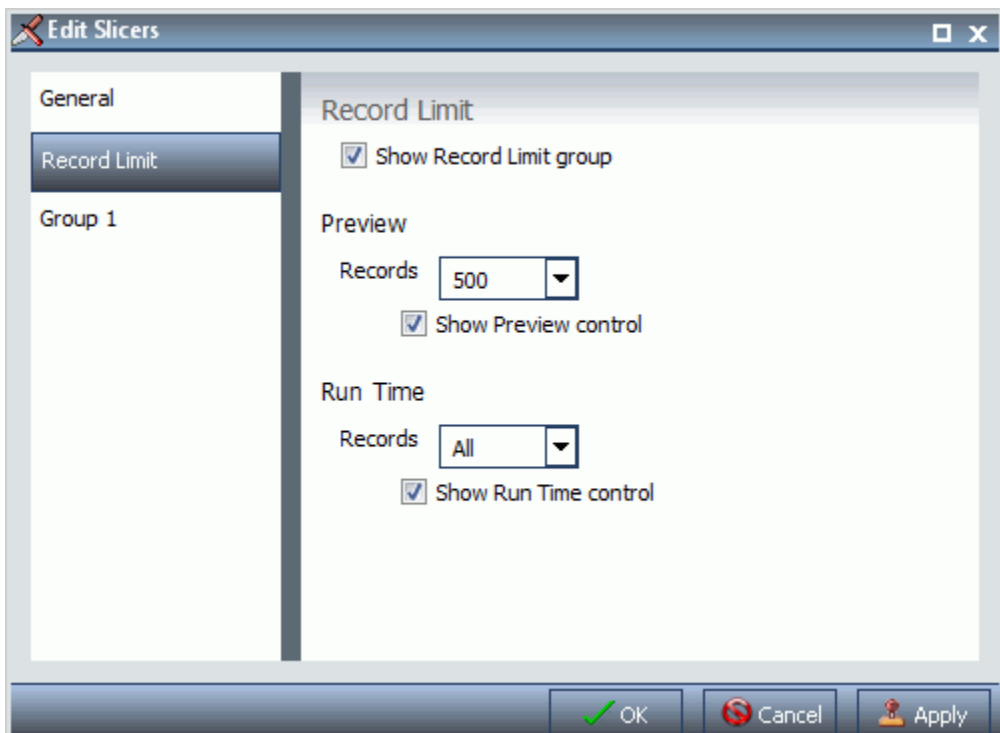 Edit Slicers
General
Record Limit
Group 1
Record Limit
Show Record Limit group
Preview
Records 500
Show Preview control
Run Time
Records All
Show Run Time control
OK Cancel Apply